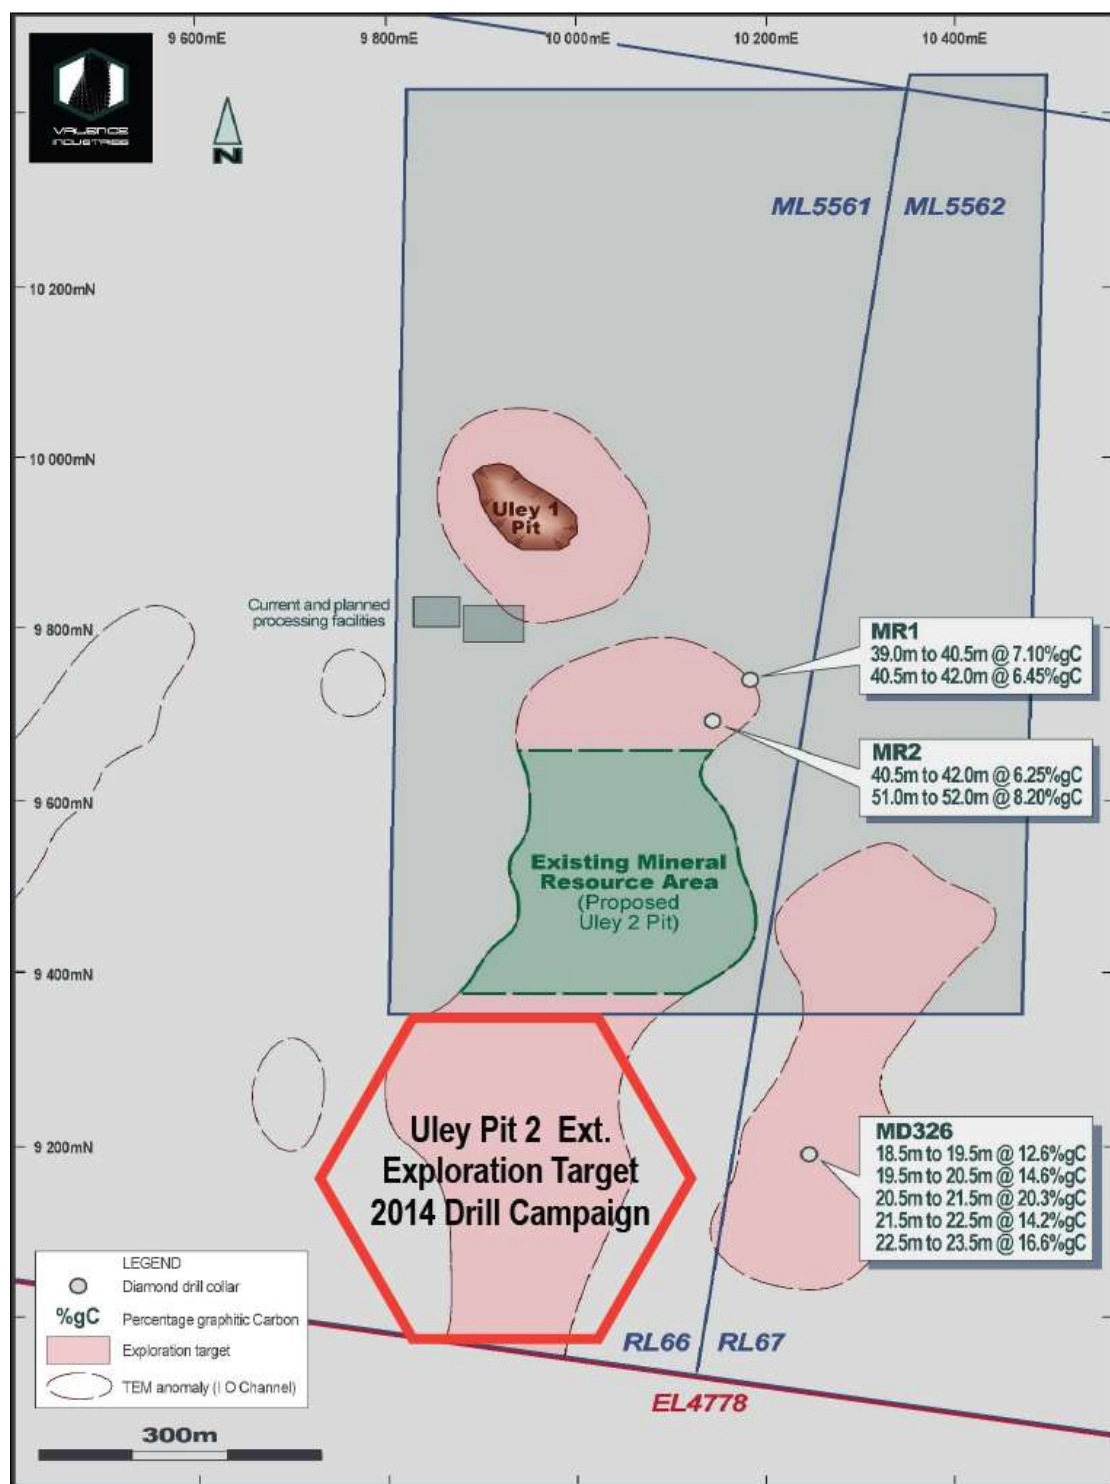 9 600mE
9 800mE
10 000mE
10 200mE
10 400mE
VALENCE
INDUSTRIES
N
ML5561
ML5562
10 200mN
10 000mN
Uley 1
Pit
Current and planned
processing facilities
9 800mN
MR1
39.0m to 40.5m @ 7.10%gC
40.5m to 42.0m @ 6.45%gC
MR2
40.5m to 42.0m @ 6.25%gC
51.0m to 52.0m @ 8.20%gC
9 600mN
Existing Mineral
Resource Area
(Proposed
Uley 2 Pit)
9 400mN
Uley Pit 2 Ext.
Exploration Target
2014 Drill Campaign
9 200mN
MD326
18.5m to 19.5m @ 12.6%gC
19.5m to 20.5m @ 14.6%gC
20.5m to 21.5m @ 20.3%gC
21.5m to 22.5m @ 14.2%gC
22.5m to 23.5m @ 16.6%gC
LEGEND
Diamond drill collar
%gC Percentage graphitic Carbon
Exploration target
TEM anomaly (I O Channel)
RL66
RL67
EL4778
300m